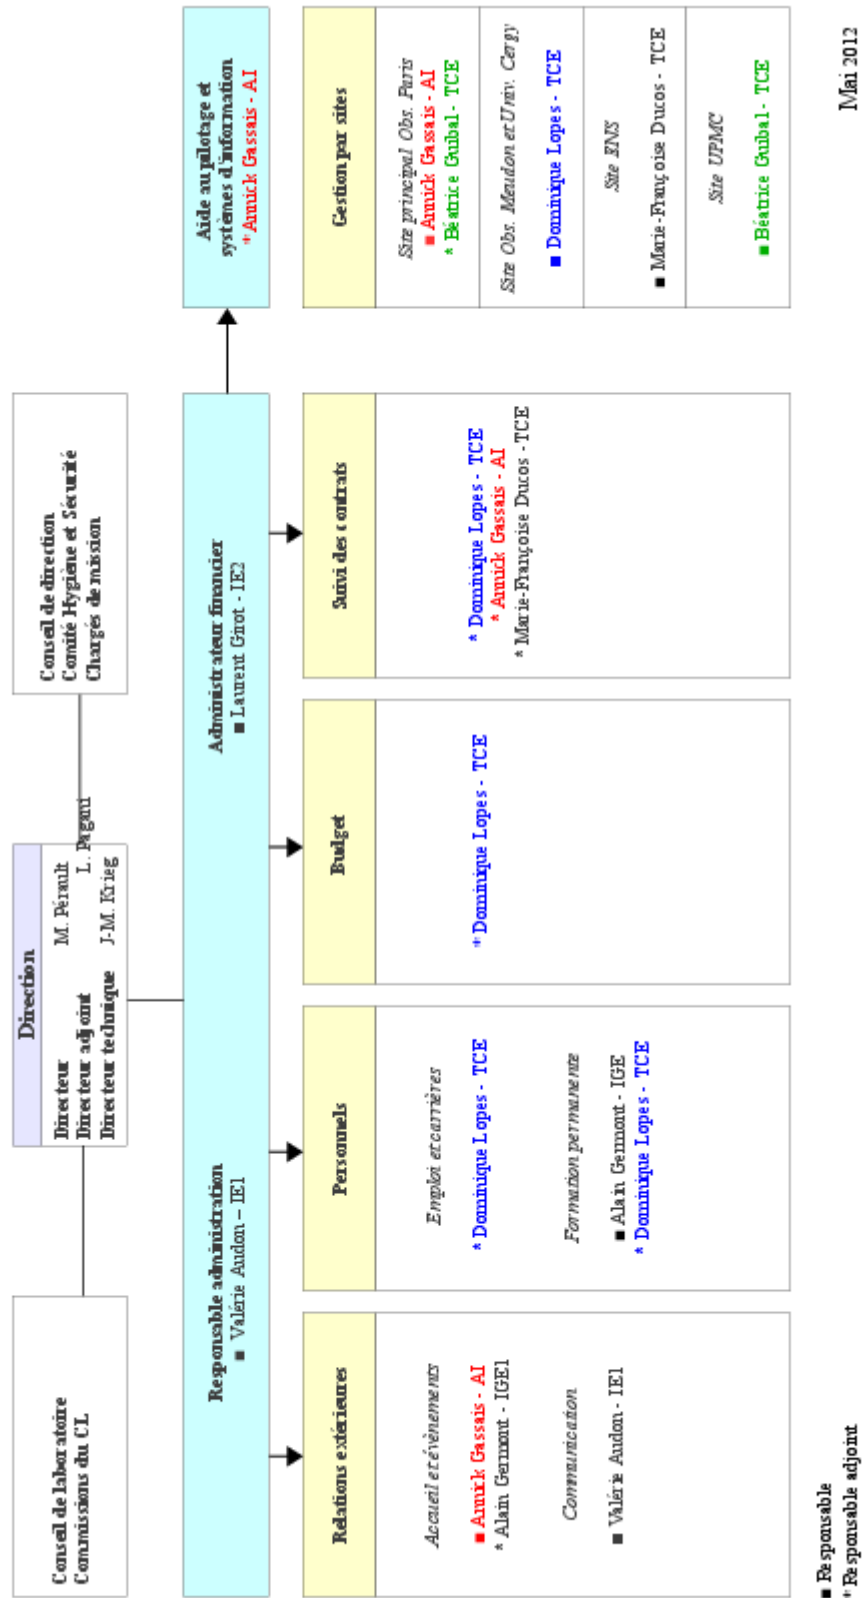 Conseil de laboratoire
Commissions du CL
Direction
Directeur M. Pérault
Directeur adjoint L. Pagani
Directeur technique J-M. Krieg
Conseil de direction
Comité Hygiène et Sécurité
Chargés de mission
Responsable administration
■ Valérie Audon – IE1
Administrateur financier
■ Laurent Girot - IE2
Aide au pilotage et
systèmes d'information
* Annick Gassais - AI
Relations extérieures
Accueil et évènements
■ Annick Gassais - AI
* Alain Germont - IGE1
Communication
■ Valérie Audon - IE1
Personnels
Emploi et carrières
* Dominique Lopes - TCE
Formation permanente
■ Alain Germont - IGE
* Dominique Lopes - TCE
Budget
* Dominique Lopes - TCE
Suivi des contrats
* Dominique Lopes - TCE
* Annick Gassais - AI
* Marie-Françoise Ducos -TCE
Gestion par sites
Site principal Obs. Paris
■ Annick Gassais - AI
* Béatrice Guibal - TCE
Site Obs. Meudon et Univ. Cergy
■ Dominique Lopes - TCE
Site ENS
■ Marie-Françoise Ducos - TCE
Site UPMC
■ Béatrice Guibal - TCE
■ Responsable
* Responsable adjoint
Mai 2012